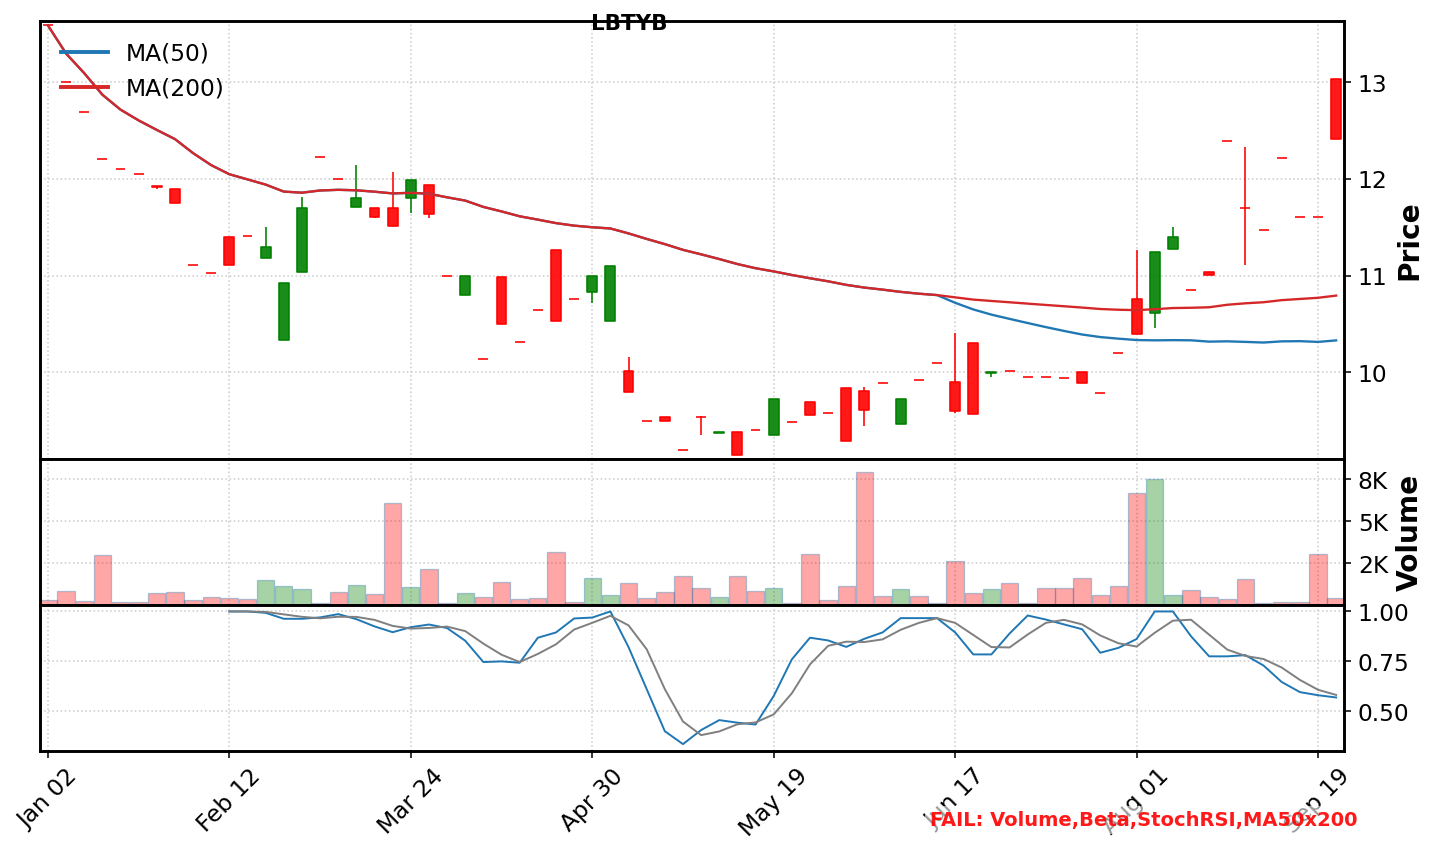 LBTYB
MA(50)
MA(200)
13
12
11
10
Price
8K
5K
2K
Volume
1.00
0.75
0.50
Jan 02
Feb 12
Mar 24
Apr 30
May 19
Jun 17
Aug 01
Sep 19
FAIL: Volume,Beta,StochRSI,MA50x200